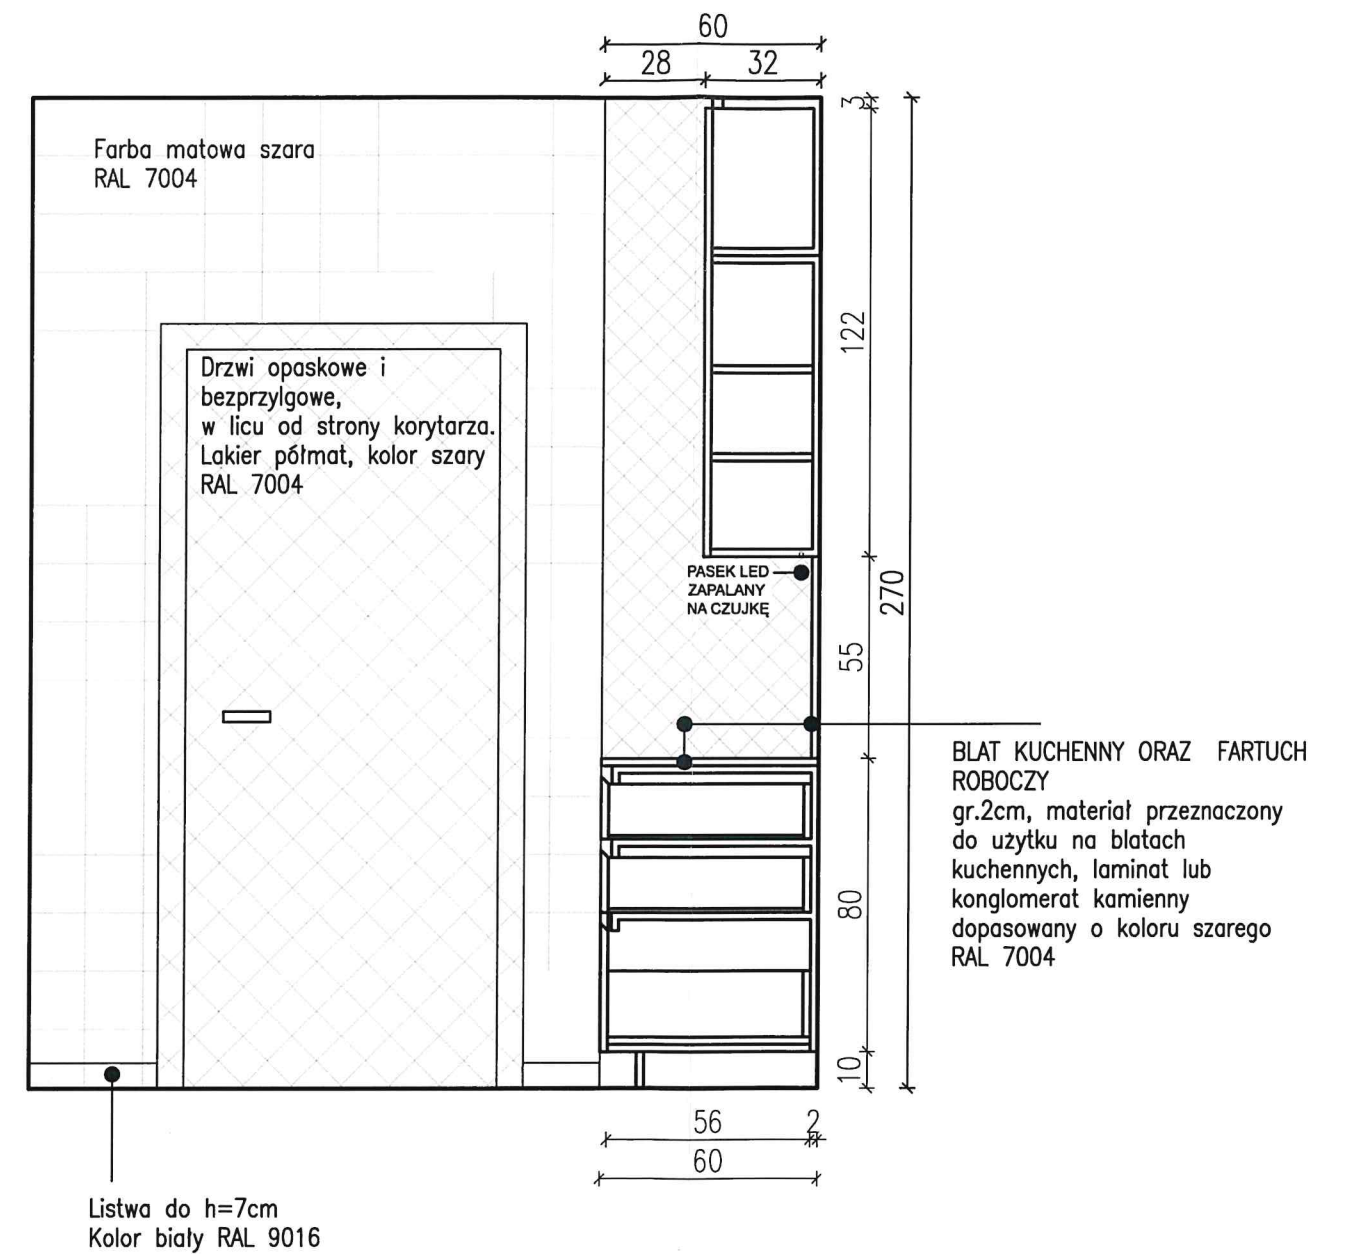 60
28
32
3
Farba matowa szara
RAL 7004
122
Drzwi opaskowe i
bezprzylgowe,
w licu od strony korytarza.
Lakier półmat, kolor szary
RAL 7004
PASEK LED
ZAPALANY
NA CZUJKĘ
270
55
BLAT KUCHENNY ORAZ FARTUCH
ROBOCZY
gr.2cm, materiał przeznaczony
do użytku na blatach
kuchennych, laminat lub
konglomerat kamienny
dopasowany o koloru szarego
RAL 7004
80
10
56
2
60
Listwa do h=7cm
Kolor biały RAL 9016